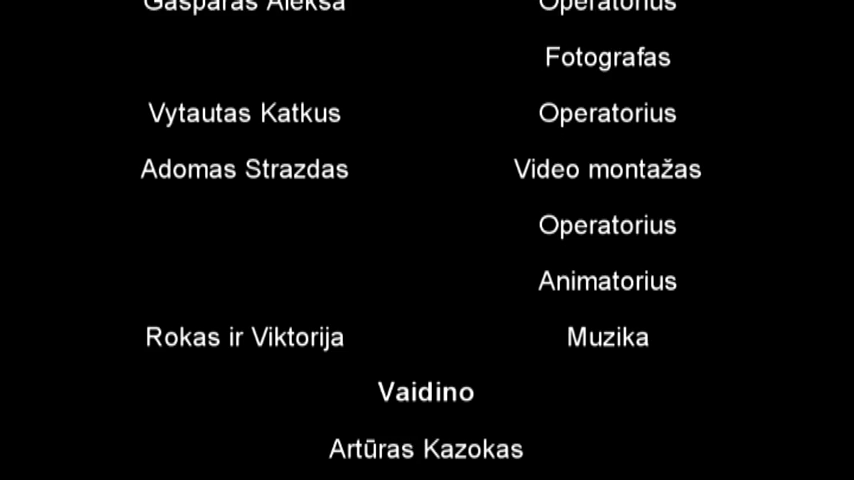 Gasparas Aleksa Operatorius
Fotografas
Vytautas Katkus Operatorius
Adomas Strazdas Video montažas
Operatorius
Animatorius
Rokas ir Viktorija Muzika
Vaidino
Artūras Kazokas